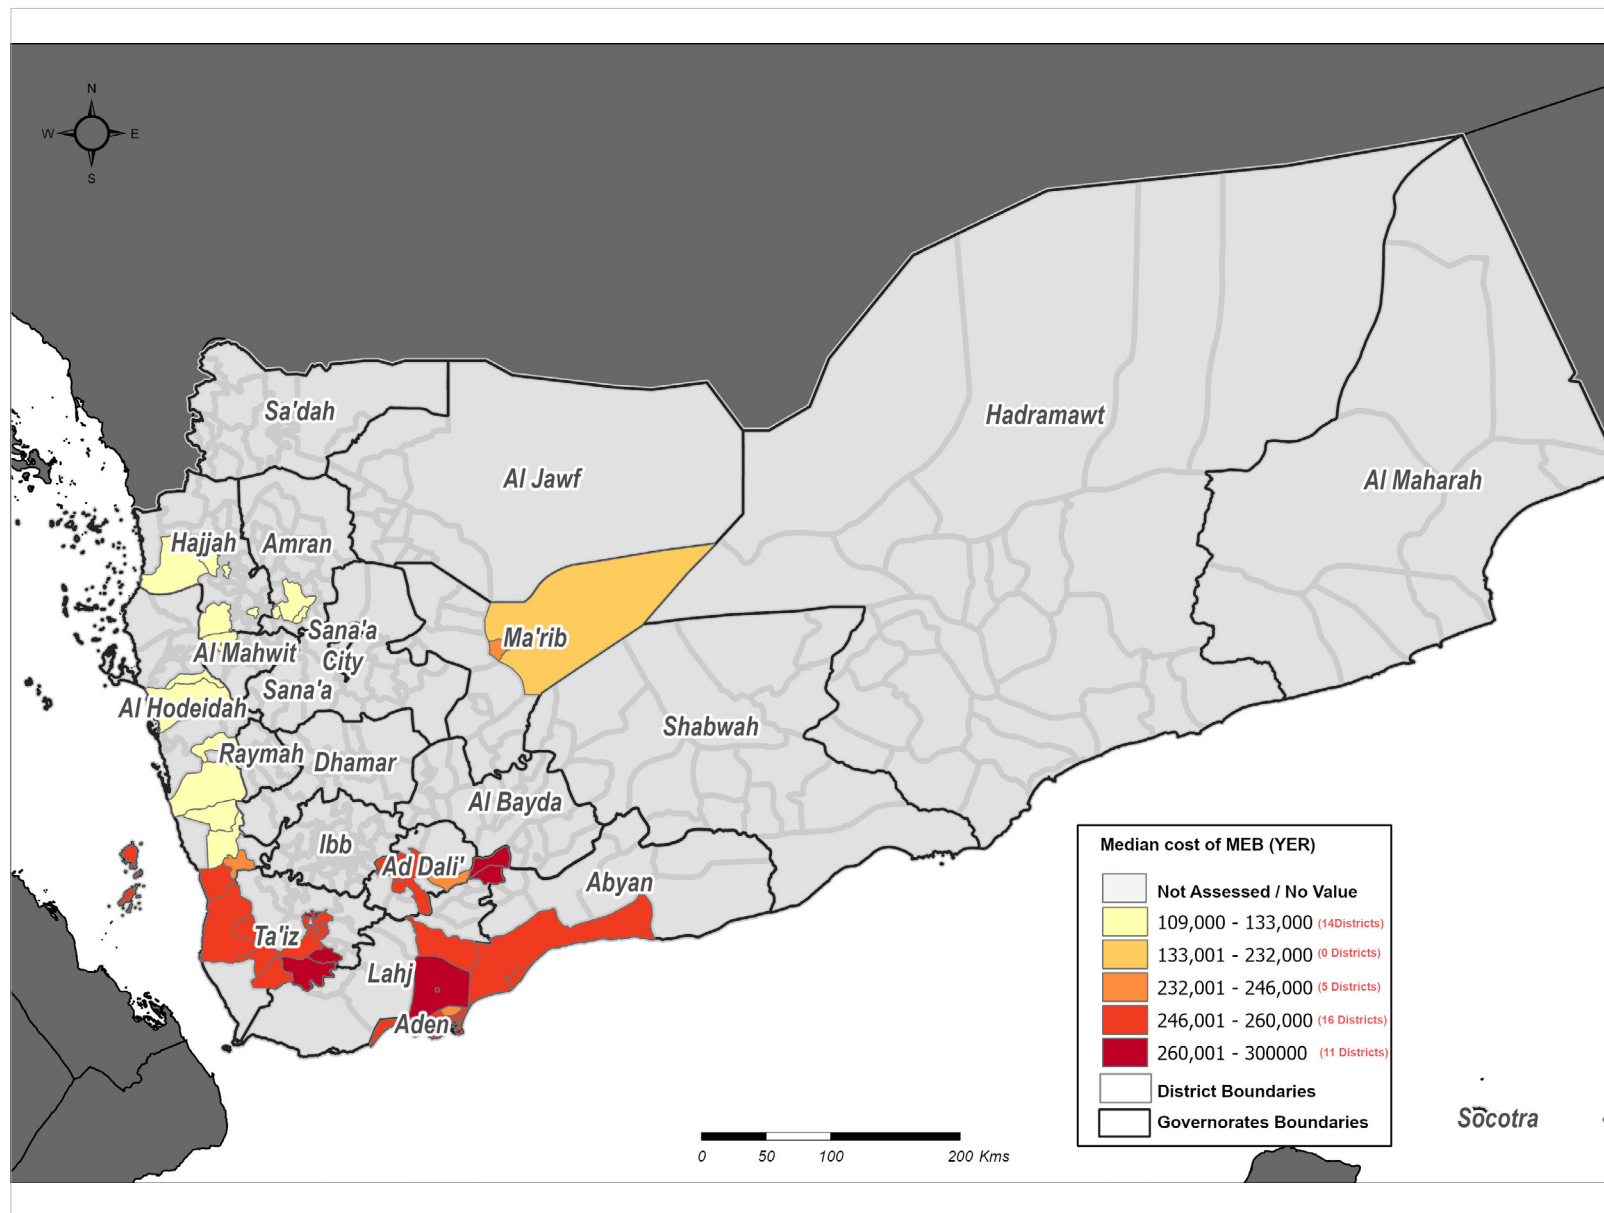 N
W E
S
Sa'dah
Hadramawt
Al Jawf
Al Maharah
Hajjah
Amran
Sana'a
City
Ma'rib
Al Mahwit
Sana'a
Al Hodeidah
Shabwah
Raymah
Dhamar
Al Bayda
Ibb
Ad Dali'
Abyan
Ta'iz
Lahj
Aden
Socotra
Median cost of MEB (YER)
Not Assessed / No Value
109,000 - 133,000 (14Districts)
133,001 - 232,000 (0 Districts)
232,001 - 246,000 (5 Districts)
246,001 - 260,000 (16 Districts)
260,001 - 300000 (11 Districts)
District Boundaries
Governorates Boundaries
0 50 100 200 Kms